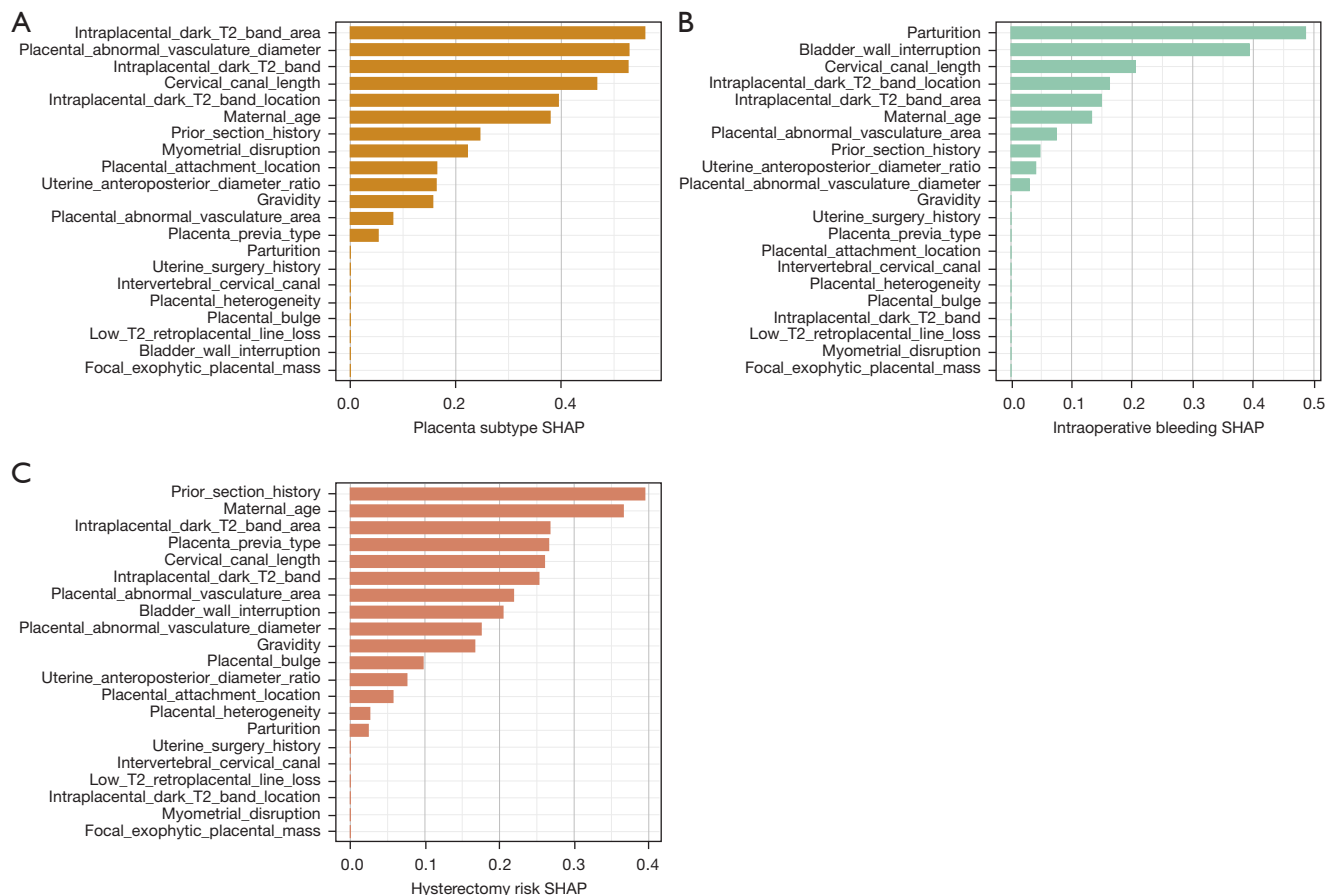 A
Intraplacental_dark_T2_band_area
Placental_abnormal_vasculature_diameter
Intraplacental_dark_T2_band
Cervical_canal_length
Intraplacental_dark_T2_band_location
Maternal_age
Prior_section_history
Myometrial_disruption
Placental_attachment_location
Uterine_anteroposterior_diameter_ratio
Gravidity
Placental_abnormal_vasculature_area
Placenta_previa_type
Parturition
Uterine_surgery_history
Intervertebral_cervical_canal
Placental_heterogeneity
Placental_bulge
Low_T2_retroplacental_line_loss
Bladder_wall_interruption
Focal_exophytic_placental_mass
0.0 0.2 0.4
Placenta subtype SHAP
B
Parturition
Bladder_wall_interruption
Cervical_canal_length
Intraplacental_dark_T2_band_location
Intraplacental_dark_T2_band_area
Maternal_age
Placental_abnormal_vasculature_area
Prior_section_history
Uterine_anteroposterior_diameter_ratio
Placental_abnormal_vasculature_diameter
Gravidity
Uterine_surgery_history
Placenta_previa_type
Placental_attachment_location
Intervertebral_cervical_canal
Placental_heterogeneity
Placental_bulge
Intraplacental_dark_T2_band
Low_T2_retroplacental_line_loss
Myometrial_disruption
Focal_exophytic_placental_mass
0.0 0.1 0.2 0.3 0.4 0.5
Intraoperative bleeding SHAP
C
Prior_section_history
Maternal_age
Intraplacental_dark_T2_band_area
Placenta_previa_type
Cervical_canal_length
Intraplacental_dark_T2_band
Placental_abnormal_vasculature_area
Bladder_wall_interruption
Placental_abnormal_vasculature_diameter
Gravidity
Placental_bulge
Uterine_anteroposterior_diameter_ratio
Placental_attachment_location
Placental_heterogeneity
Parturition
Uterine_surgery_history
Intervertebral_cervical_canal
Low_T2_retroplacental_line_loss
Intraplacental_dark_T2_band_location
Myometrial_disruption
Focal_exophytic_placental_mass
0.0 0.1 0.2 0.3 0.4
Hysterectomy risk SHAP